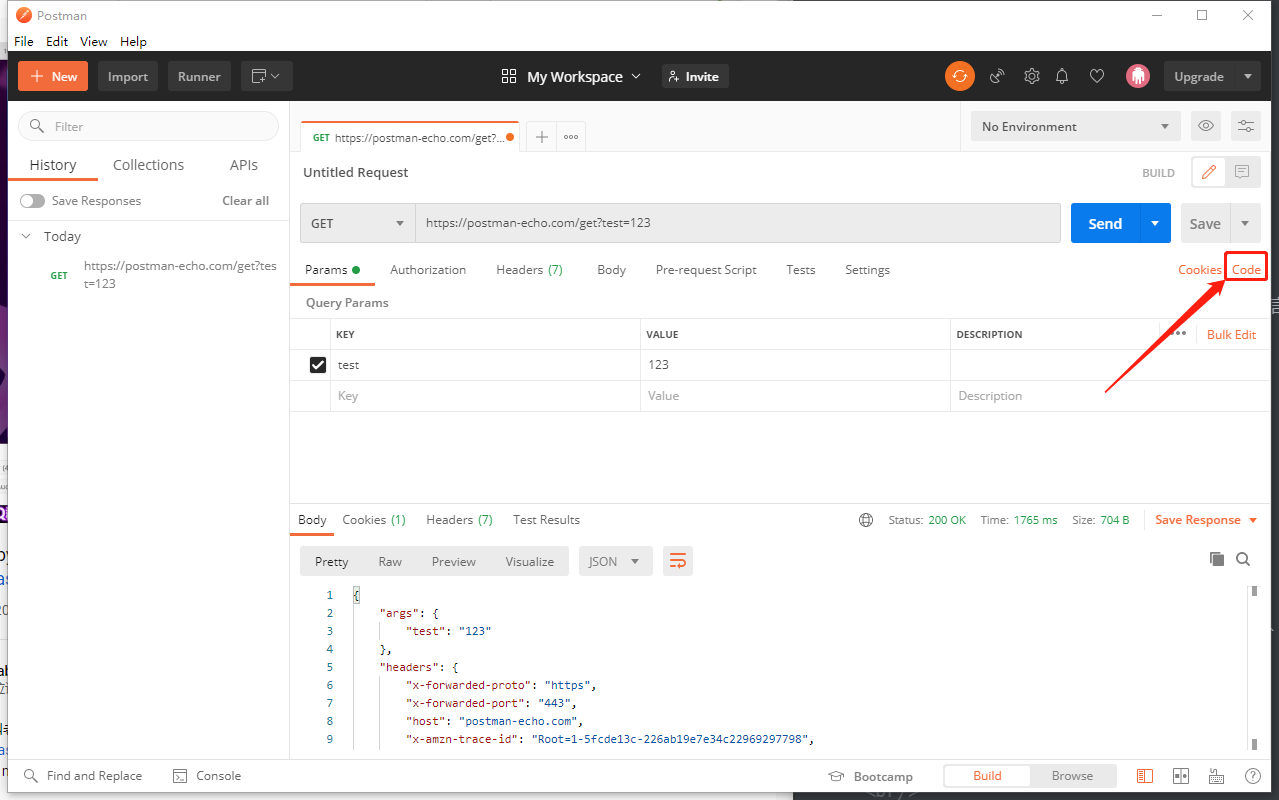 Postman
File Edit View Help
New Import Runner My Workspace Invite Upgrade
Filter
History Collections APIs
Save Responses Clear all
Today
GET https://postman-echo.com/get?tes
t=123
GET https://postman-echo.com/get?... No Environment
Untitled Request BUILD
GET https://postman-echo.com/get?test=123 Send Save
Params Authorization Headers (7) Body Pre-request Script Tests Settings Cookies Code
Query Params
KEY VALUE DESCRIPTION Bulk Edit
test 123
Key Value Description
Body Cookies (1) Headers (7) Test Results Status: 200 OK Time: 1765 ms Size: 704 B Save Response
Pretty Raw Preview Visualize JSON
1 {
2 "args": {
3 "test": "123"
4 },
5 "headers": {
6 "x-forwarded-proto": "https",
7 "x-forwarded-port": "443",
8 "host": "postman-echo.com",
9 "x-amzn-trace-id": "Root=1-5fcde13c-226ab19e7e34c22969297798",
Find and Replace Console Bootcamp Build Browse